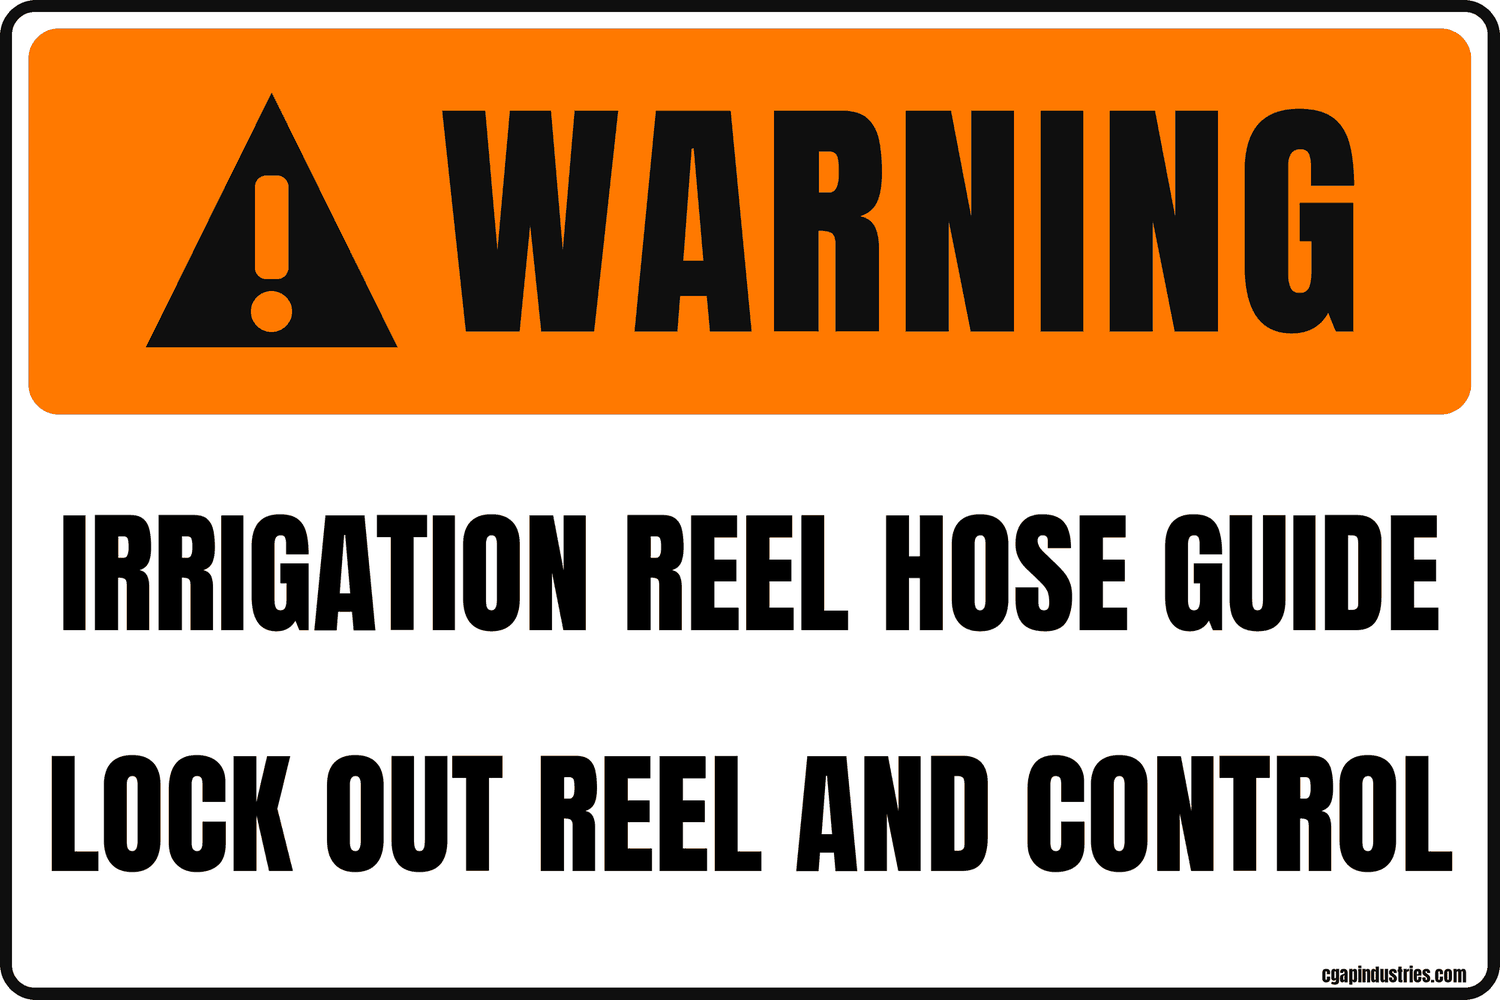 WARNING
IRRIGATION REEL HOSE GUIDE
LOCK OUT REEL AND CONTROL
cgapindustries.com